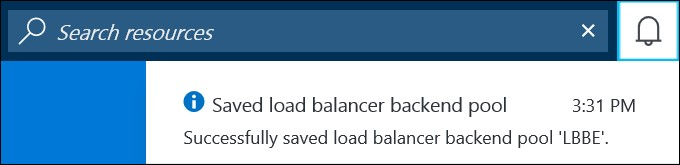 Search resources
Saved load balancer backend pool 3:31 PM
Successfully saved load balancer backend pool 'LBBE'.